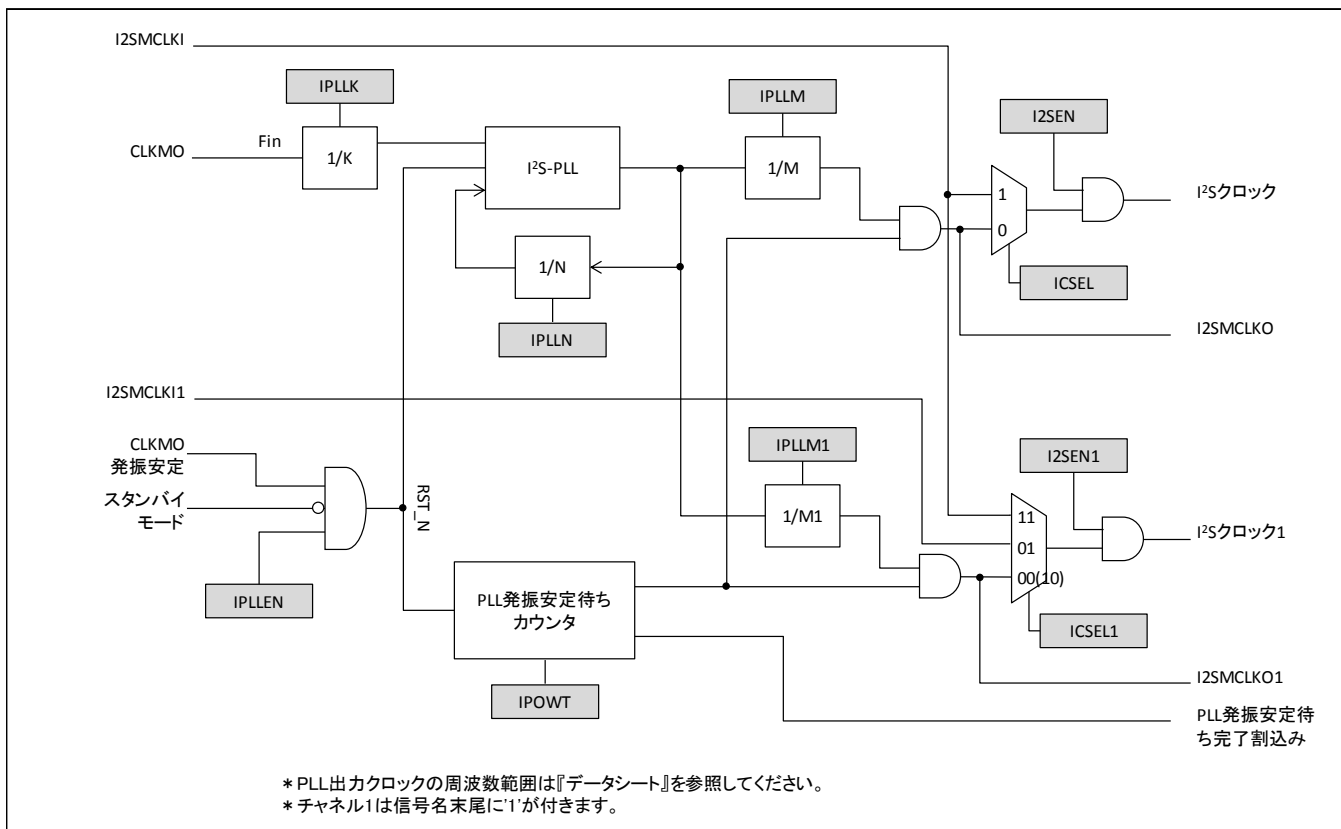 I2SMCLKI
IPLLK
IPLLM
I2SEN
CLKMO
Fin
1/K
I²S-PLL
1/M
1
0
I²Sクロック
1/N
ICSEL
IPLLN
I2SMCLKO
I2SMCLKI1
IPLLM1
I2SEN1
CLKMO
発振安定
スタンバイ
モード
RST_N
1/M1
11
01
00(10)
I²Sクロック1
IPLLEN
PLL発振安定待ち
カウンタ
ICSEL1
IPOWT
I2SMCLKO1
PLL発振安定待
ち完了割込み
*PLL出力クロックの周波数範囲は『データシート』を参照してください。
*チャネル1は信号名末尾に'1'が付きます。